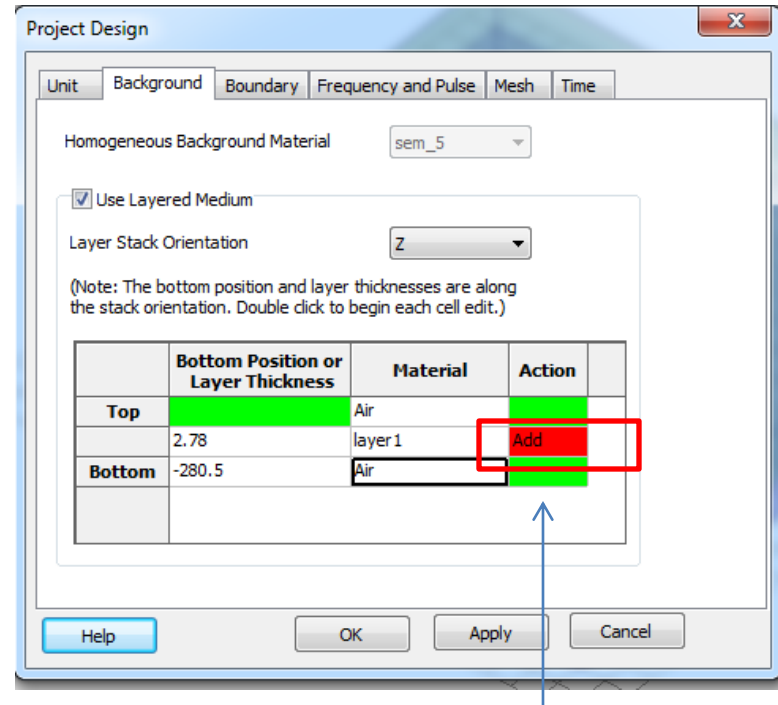 Project Design
X
Unit Background Boundary Frequency and Pulse Mesh Time
Homogeneous Background Material sem_5
Use Layered Medium
Layer Stack Orientation Z
(Note: The bottom position and layer thicknesses are along
the stack orientation. Double click to begin each cell edit.)
Bottom Position or
Layer Thickness Material Action
Top Air
2.78 layer1 Add
Bottom -280.5 Air
Help OK Apply Cancel